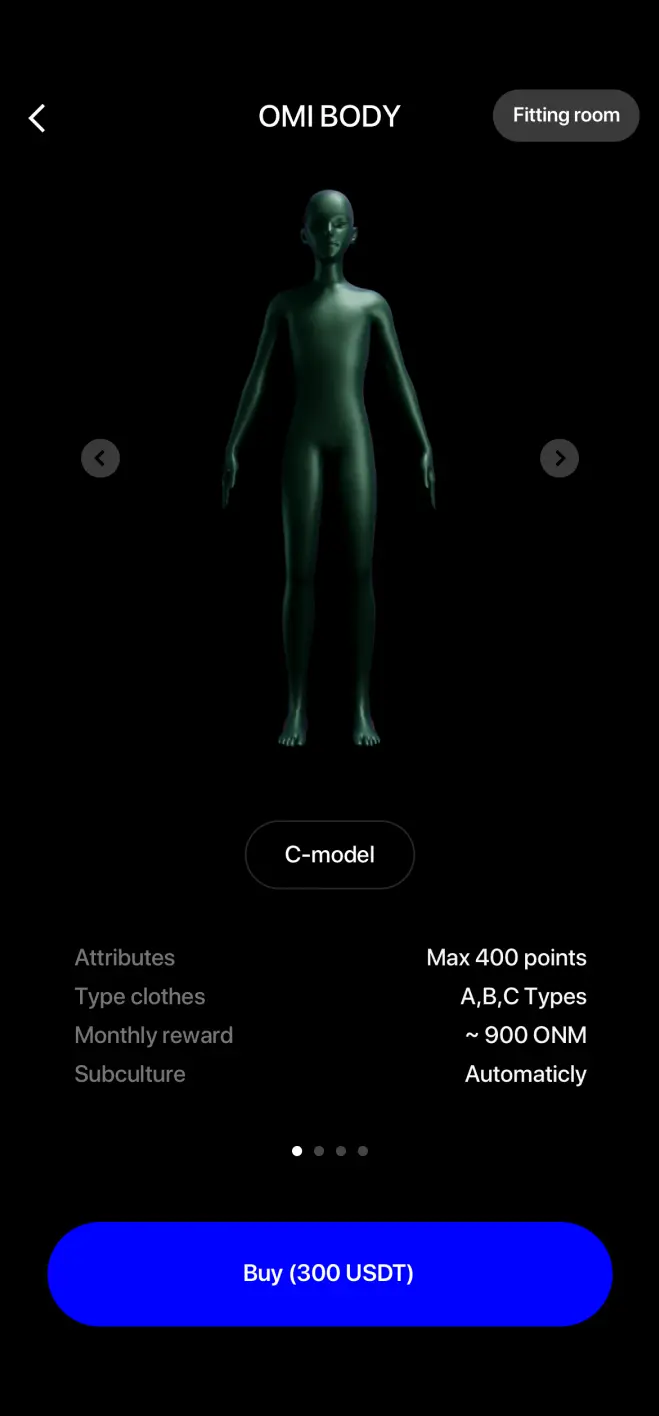 OMI BODY
Fitting room
C-model
Attributes Max 400 points
Type clothes A,B,C Types
Monthly reward ~ 900 ONM
Subculture Automaticly
Buy (300 USDT)